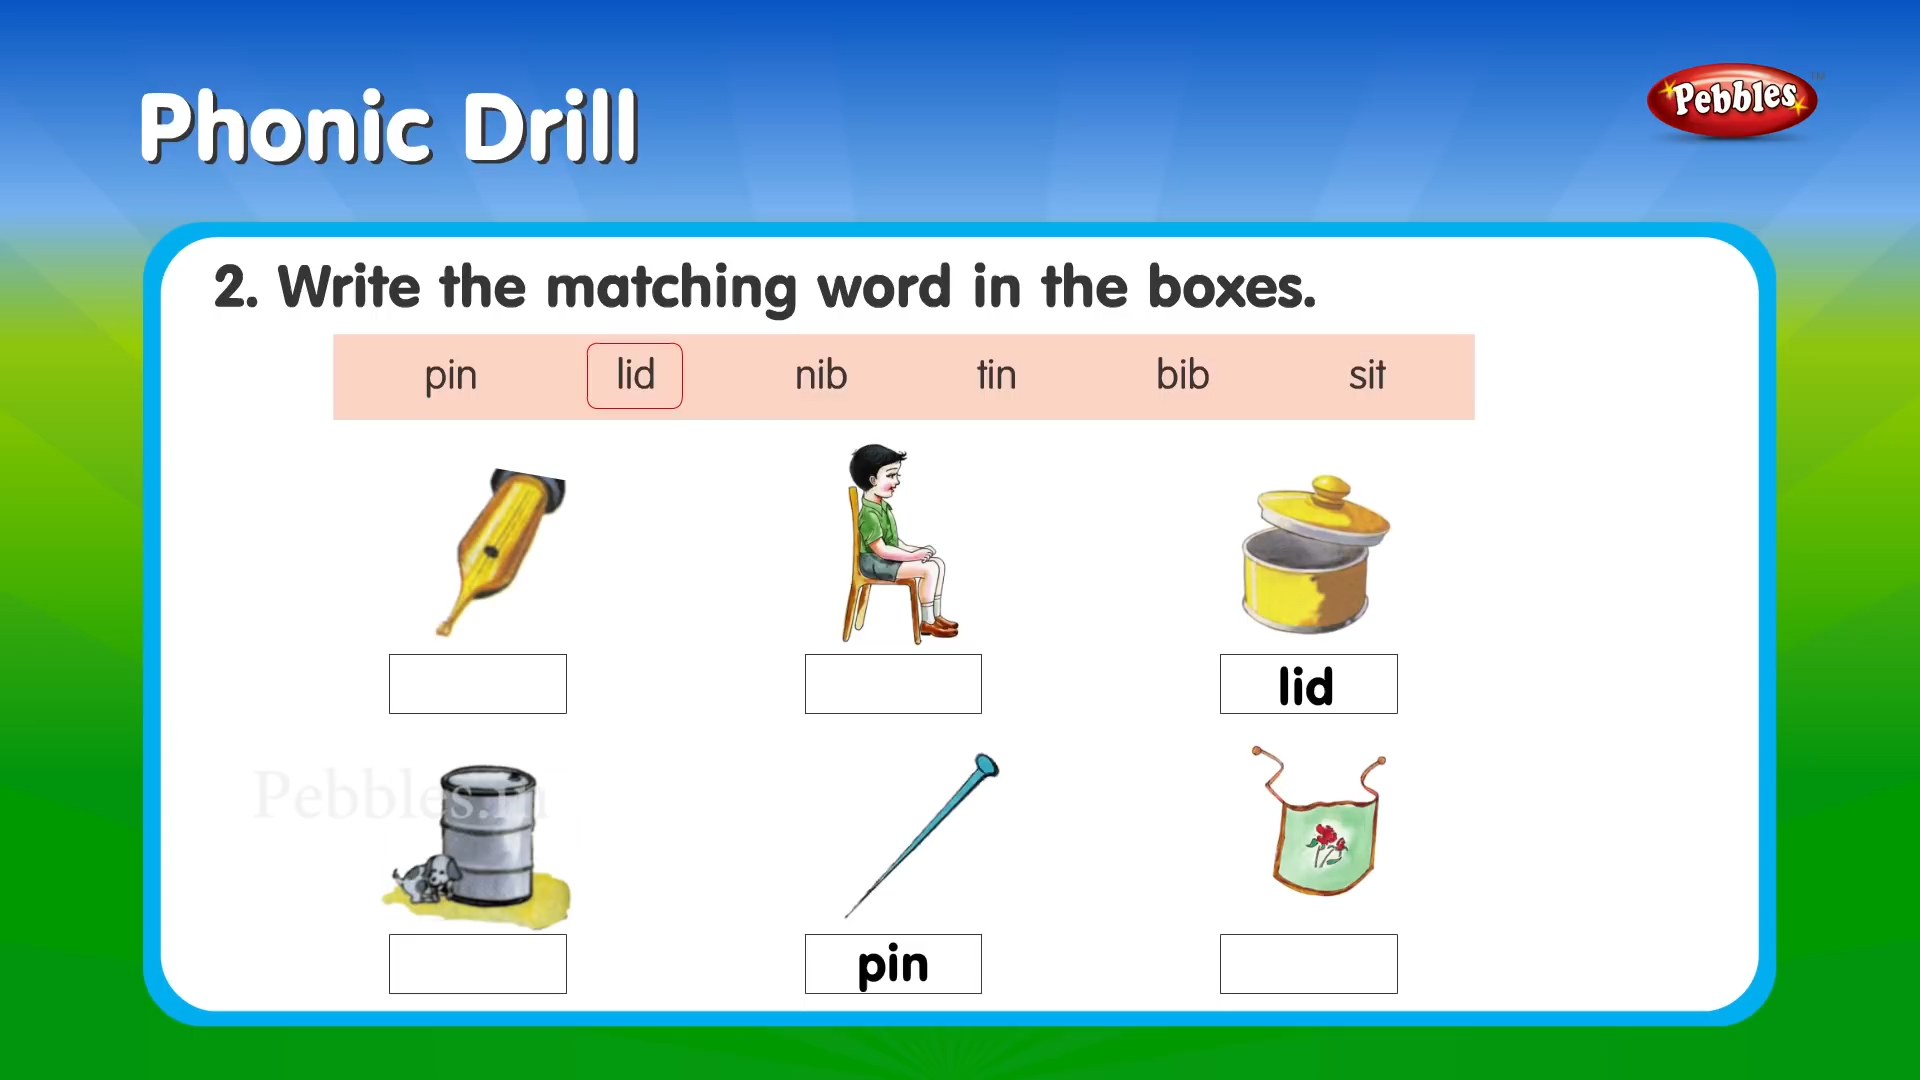 Phonic Drill
Pebbles™
2. Write the matching word in the boxes.
pin lid nib tin bib sit
lid
Pebbles.in
pin